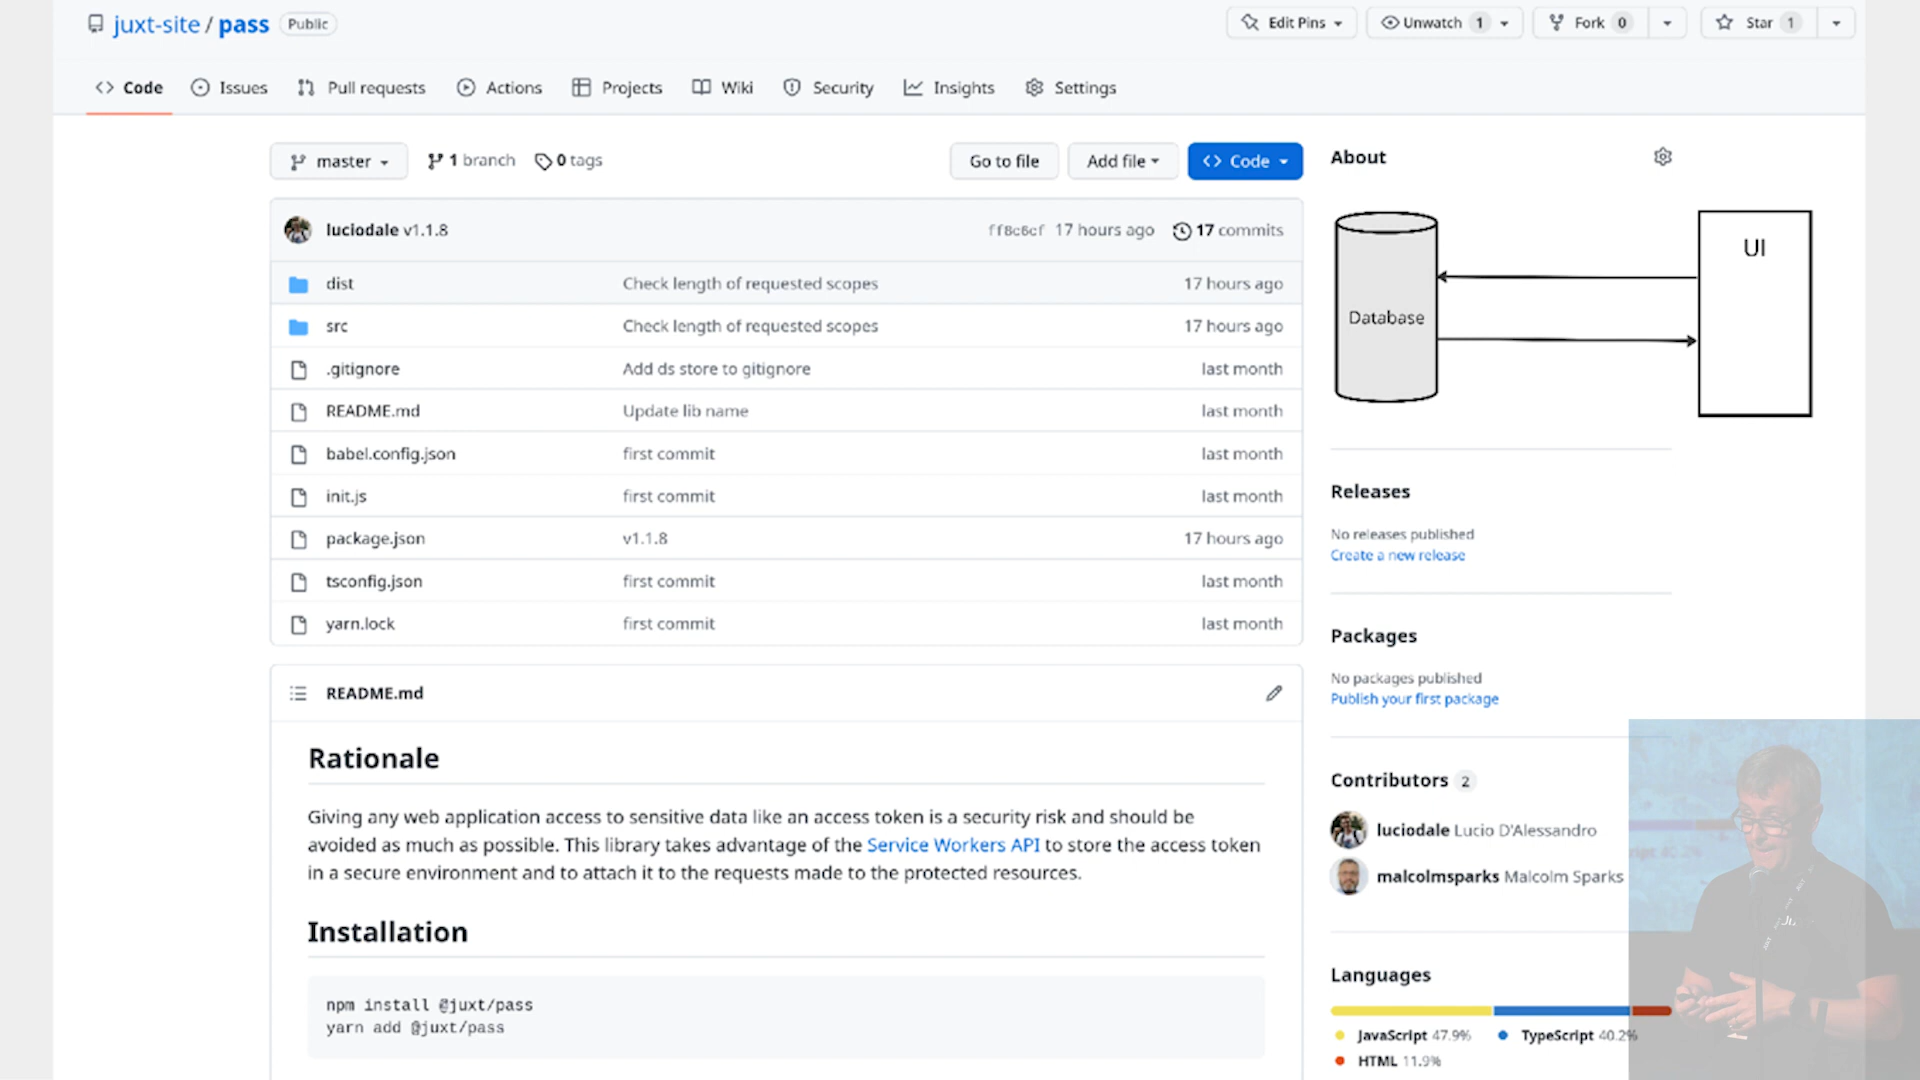 juxt-site / pass Public
Edit Pins
Unwatch 1
Fork 0
Star 1
Code
Issues
Pull requests
Actions
Projects
Wiki
Security
Insights
Settings
master
1 branch
0 tags
Go to file
Add file
Code
luciodale v1.1.8
ff8c6cf 17 hours ago 17 commits
dist Check length of requested scopes 17 hours ago
src Check length of requested scopes 17 hours ago
.gitignore Add ds store to gitignore last month
README.md Update lib name last month
babel.config.json first commit last month
init.js first commit last month
package.json v1.1.8 17 hours ago
tsconfig.json first commit last month
yarn.lock first commit last month
README.md
Rationale
Giving any web application access to sensitive data like an access token is a security risk and should be
avoided as much as possible. This library takes advantage of the Service Workers API to store the access token
in a secure environment and to attach it to the requests made to the protected resources.
Installation
npm install @juxt/pass
yarn add @juxt/pass
About
Database
UI
Releases
No releases published
Create a new release
Packages
No packages published
Publish your first package
Contributors 2
luciodale Lucio D'Alessandro
malcolmsparks Malcolm Sparks
Languages
JavaScript 47.9% TypeScript 40.2%
HTML 11.9%